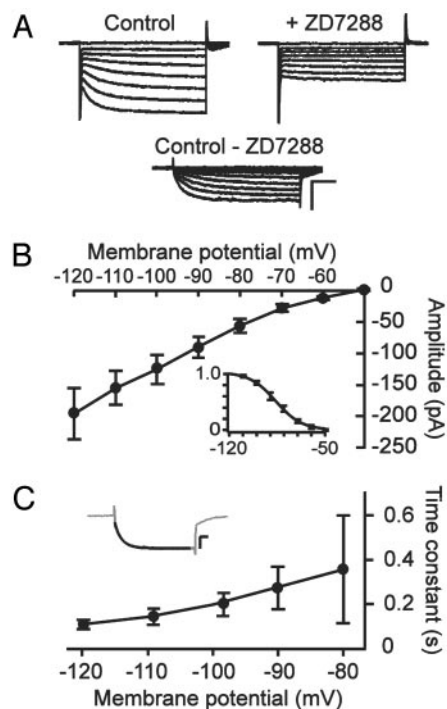 A
Control
+ ZD7288
Control - ZD7288
B
Membrane potential (mV)
-120 -110 -100 -90 -80 -70 -60
0
-50
-100
-150
-200
-250
Amplitude (pA)
1.0
0
-120 -50
C
0.6
0.4
0.2
0
Time constant (s)
-120 -110 -100 -90 -80
Membrane potential (mV)